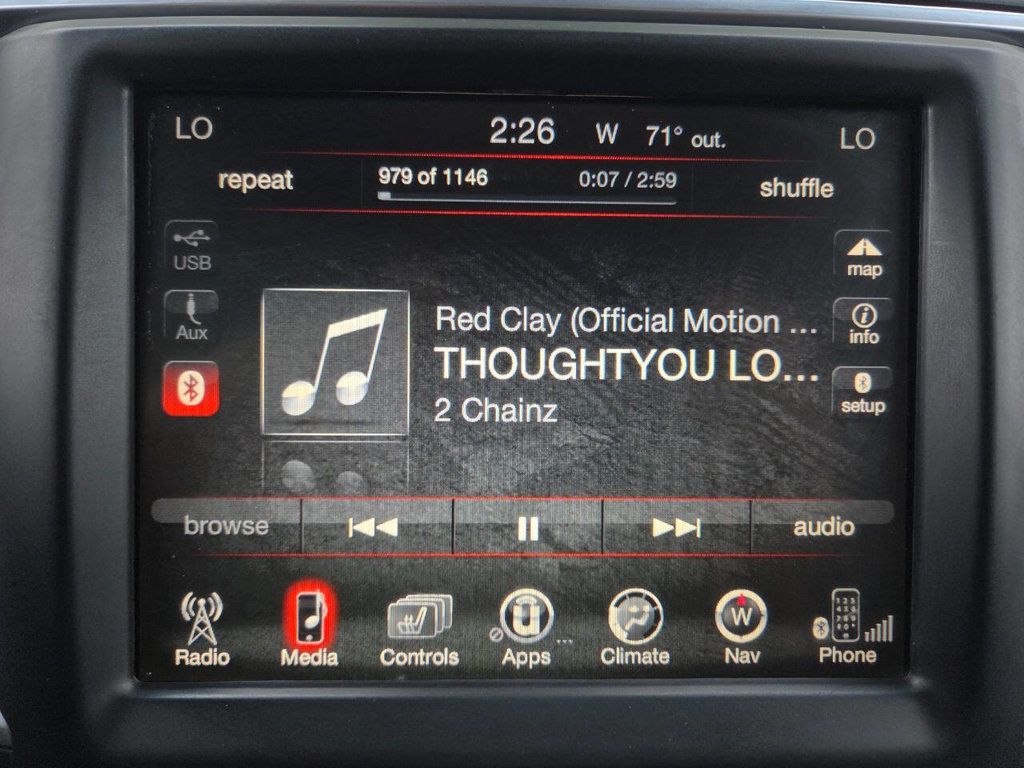 LO 2:26 W 71° out. LO
repeat 979 of 1146 0:07 / 2:59 shuffle
USB
map
Aux
info
setup
Red Clay (Official Motion ...
THOUGHTYOU LO...
2 Chainz
browse audio
W
Radio Media Controls Apps Climate Nav Phone